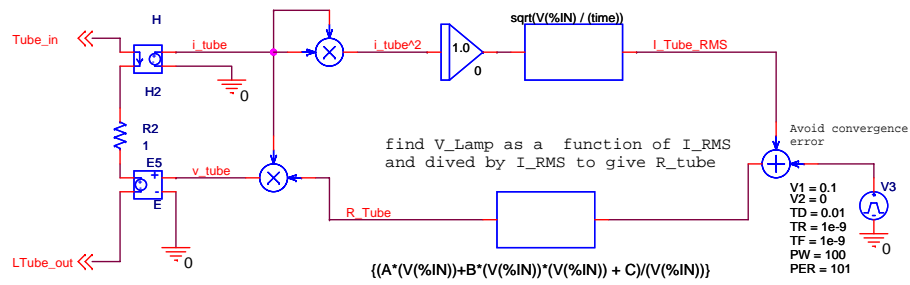 H
sqrt(V(%IN) / (time))
Tube_in
i_tube
i_tube^2
1.0
0
I_Tube_RMS
0
H2
R2
1
find V_Lamp as a function of I_RMS
and dived by I_RMS to give R_tube
Avoid convergence
error
E5
v_tube
+
-
E
V3
V1 = 0.1
V2 = 0
TD = 0.01
TR = 1e-9
TF = 1e-9
PW = 100
PER = 101
R_Tube
0
0
LTube_out
{(A*(V(%IN))+B*(V(%IN))*(V(%IN)) + C)/(V(%IN))}